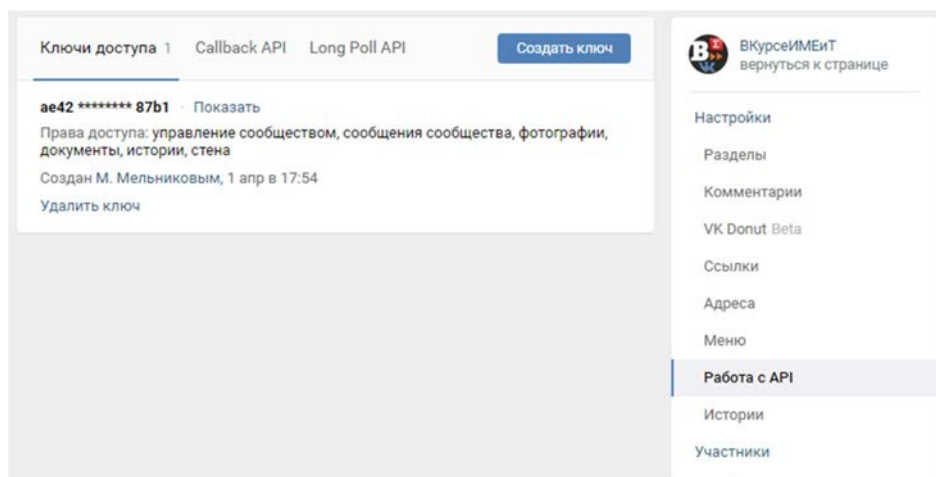 Ключи доступа 1 Callback API Long Poll API Создать ключ
ae42 ******** 87b1 · Показать
Права доступа: управление сообществом, сообщения сообщества, фотографии,
документы, истории, стена
Создан М. Мельниковым, 1 апр в 17:54
Удалить ключ
ВКурсеИМЕиТ
вернуться к странице
Настройки
Разделы
Комментарии
VK Donut Beta
Ссылки
Адреса
Меню
Работа с API
Истории
Участники